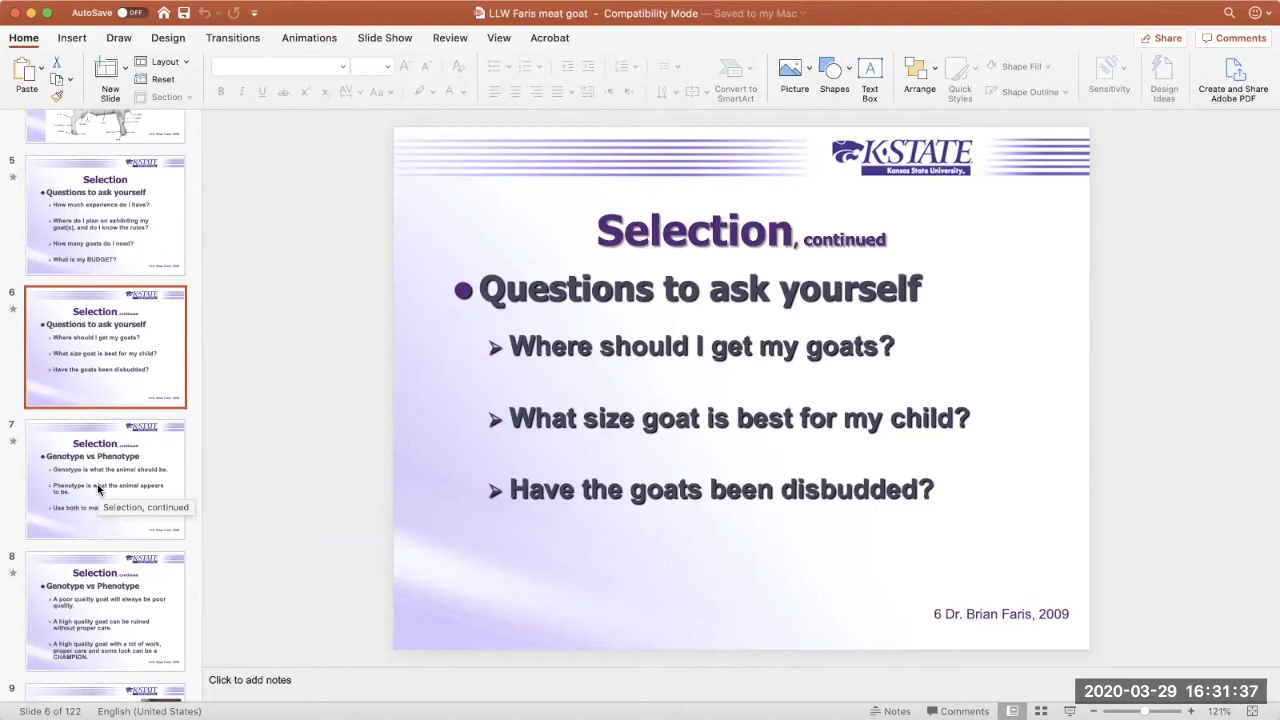 AutoSave OFF
LLW Faris meat goat - Compatibility Mode — Saved to my Mac
Home Insert Draw Design Transitions Animations Slide Show Review View Acrobat
Share Comments
Paste
New Slide
Layout
Reset
Section
Convert to SmartArt
Picture
Shapes
Text Box
Arrange
Quick Styles
Shape Fill
Shape Outline
Sensitivity
Design Ideas
Create and Share Adobe PDF
5
K-STATE
Selection
Questions to ask yourself
How much experience do I have?
Where do I plan on exhibiting my
goat(s), and do I know the rules?
How many goats do I need?
What is my BUDGET?
6
K-STATE
Selection, continued
Questions to ask yourself
Where should I get my goats?
What size goat is best for my child?
Have the goats been disbudded?
7
K-STATE
Selection, continued
Genotype vs Phenotype
Genotype is what the animal should be.
Phenotype is what the animal appears
to be.
Use both to
Selection, continued
8
K-STATE
Selection, continued
Genotype vs Phenotype
A poor quality goat will always be poor
quality.
A high quality goat can be ruined
without proper care.
A high quality goat with a lot of work,
proper care and some luck can be a
CHAMPION.
9
K-STATE
K-STATE
Kansas State University
Selection, continued
Questions to ask yourself
Where should I get my goats?
What size goat is best for my child?
Have the goats been disbudded?
6 Dr. Brian Faris, 2009
Click to add notes
2020-03-29 16:31:37
Slide 6 of 122 English (United States)
Notes Comments 121%